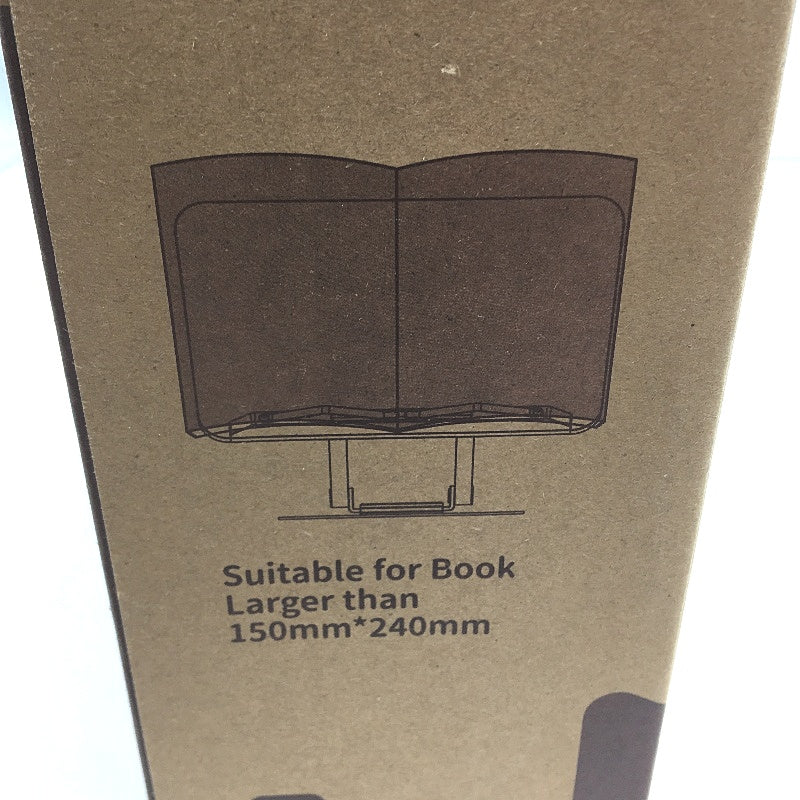 Suitable for Book
Larger than
150mm*240mm